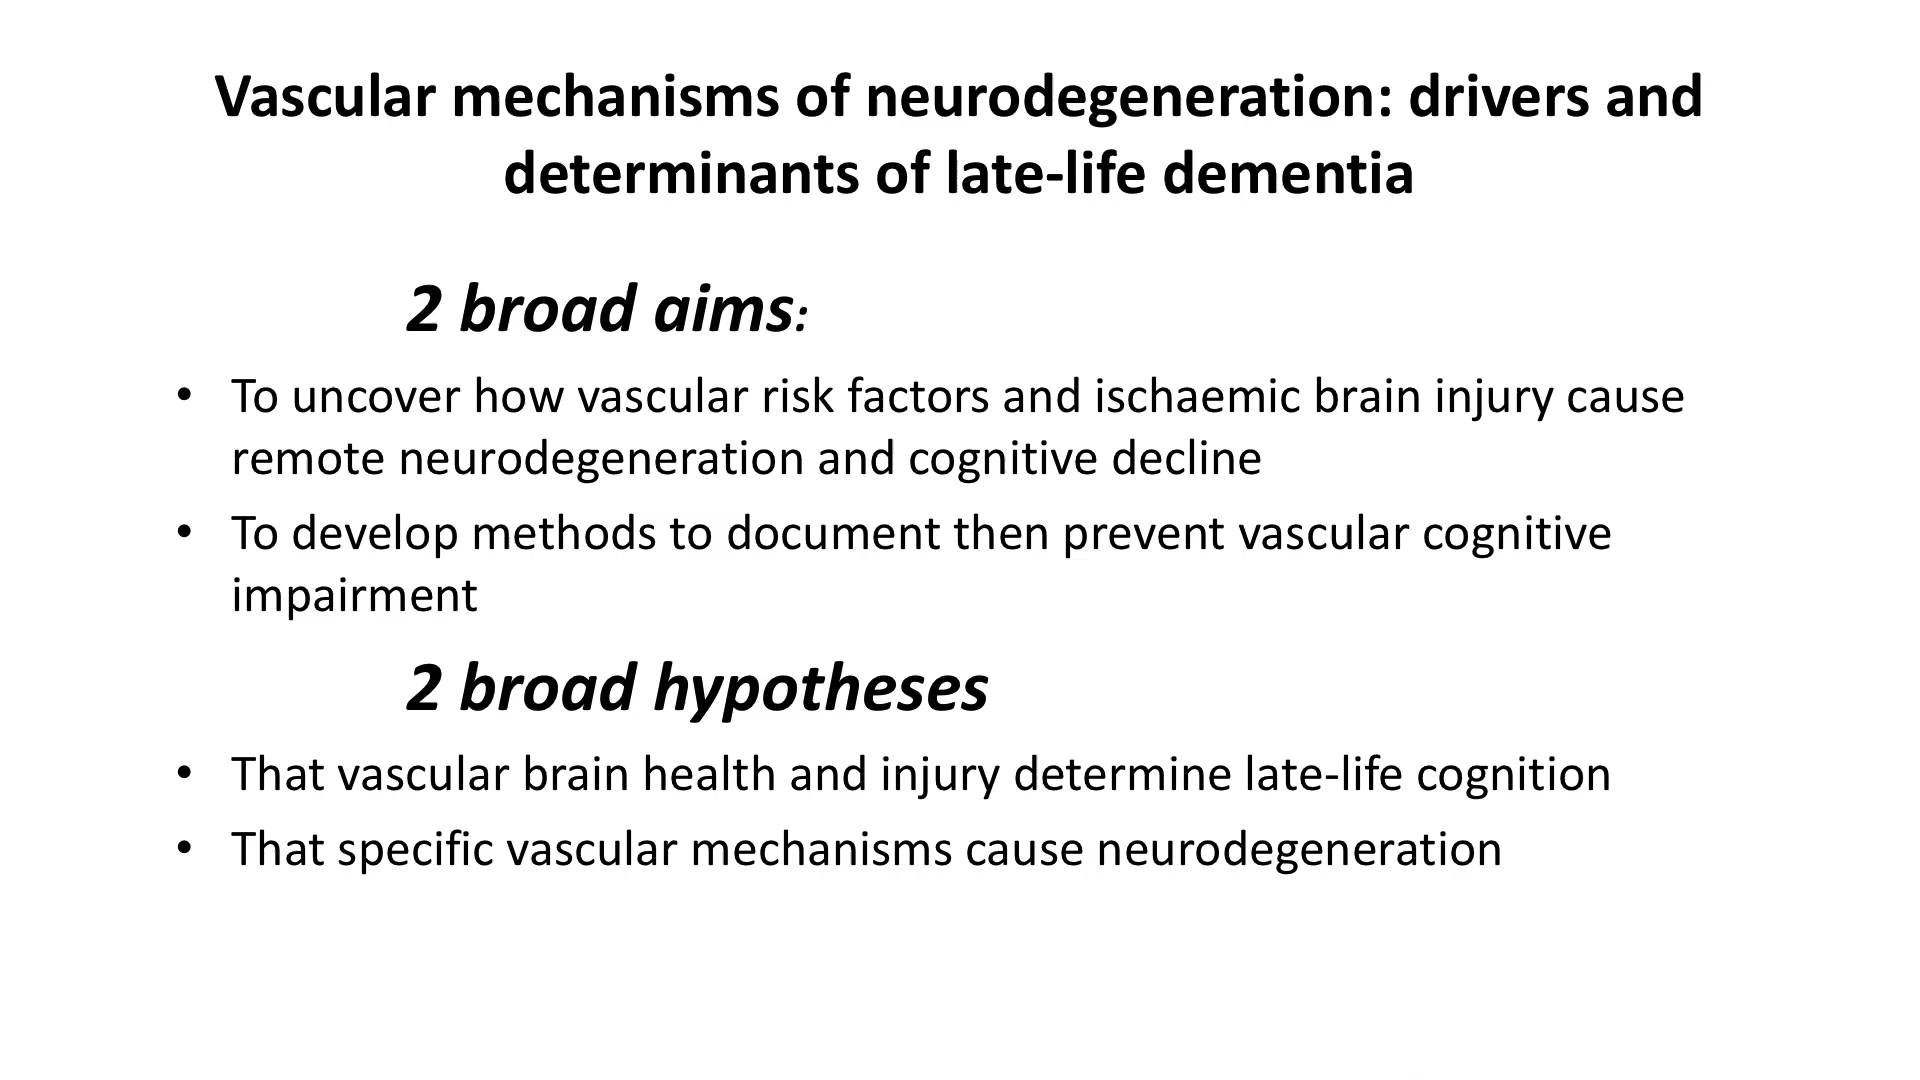 Vascular mechanisms of neurodegeneration: drivers and
determinants of late-life dementia
2 broad aims:
• To uncover how vascular risk factors and ischaemic brain injury cause
remote neurodegeneration and cognitive decline
• To develop methods to document then prevent vascular cognitive
impairment
2 broad hypotheses
• That vascular brain health and injury determine late-life cognition
• That specific vascular mechanisms cause neurodegeneration